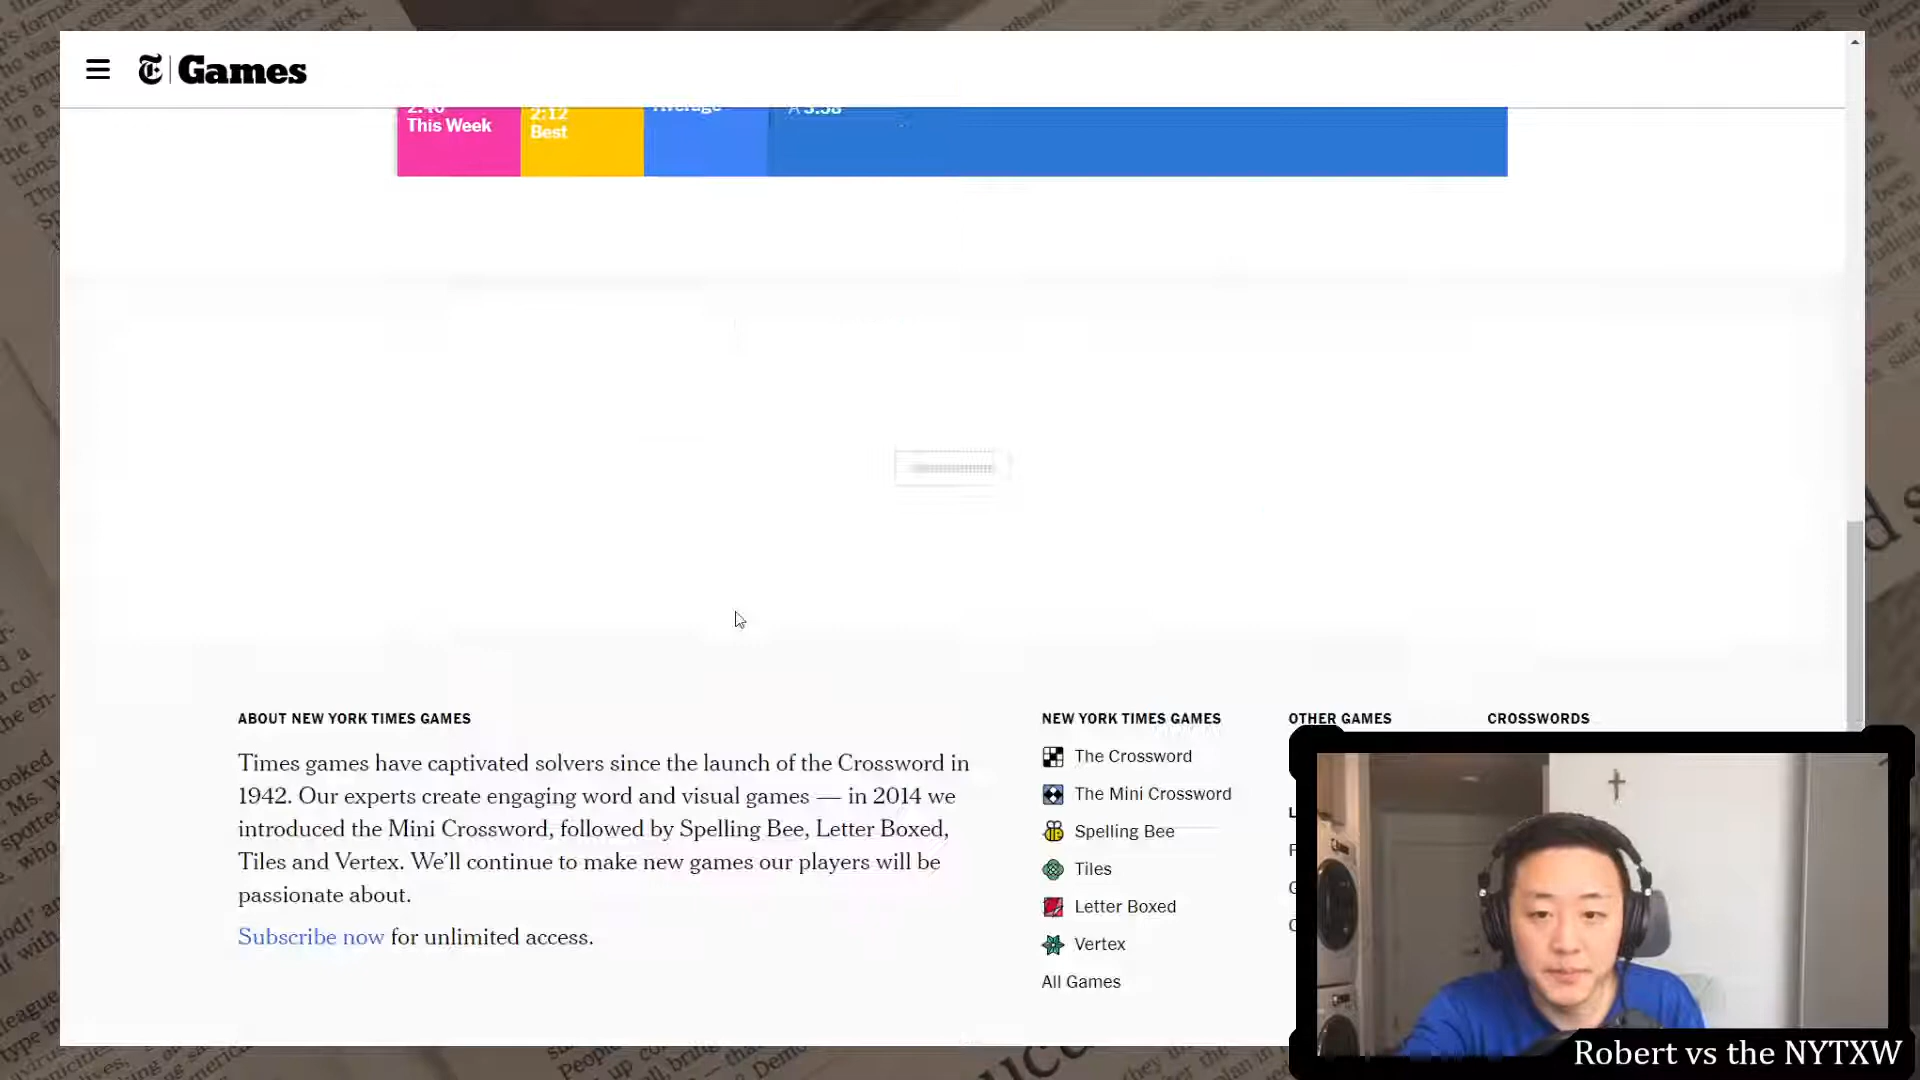 Games
Average
A 3:38
2:12
This Week
Best
ABOUT NEW YORK TIMES GAMES
Times games have captivated solvers since the launch of the Crossword in
1942. Our experts create engaging word and visual games — in 2014 we
introduced the Mini Crossword, followed by Spelling Bee, Letter Boxed,
Tiles and Vertex. We'll continue to make new games our players will be
passionate about.
Subscribe now for unlimited access.
NEW YORK TIMES GAMES
The Crossword
The Mini Crossword
Spelling Bee
Tiles
Letter Boxed
Vertex
All Games
OTHER GAMES
CROSSWORDS
Robert vs the NYTXW